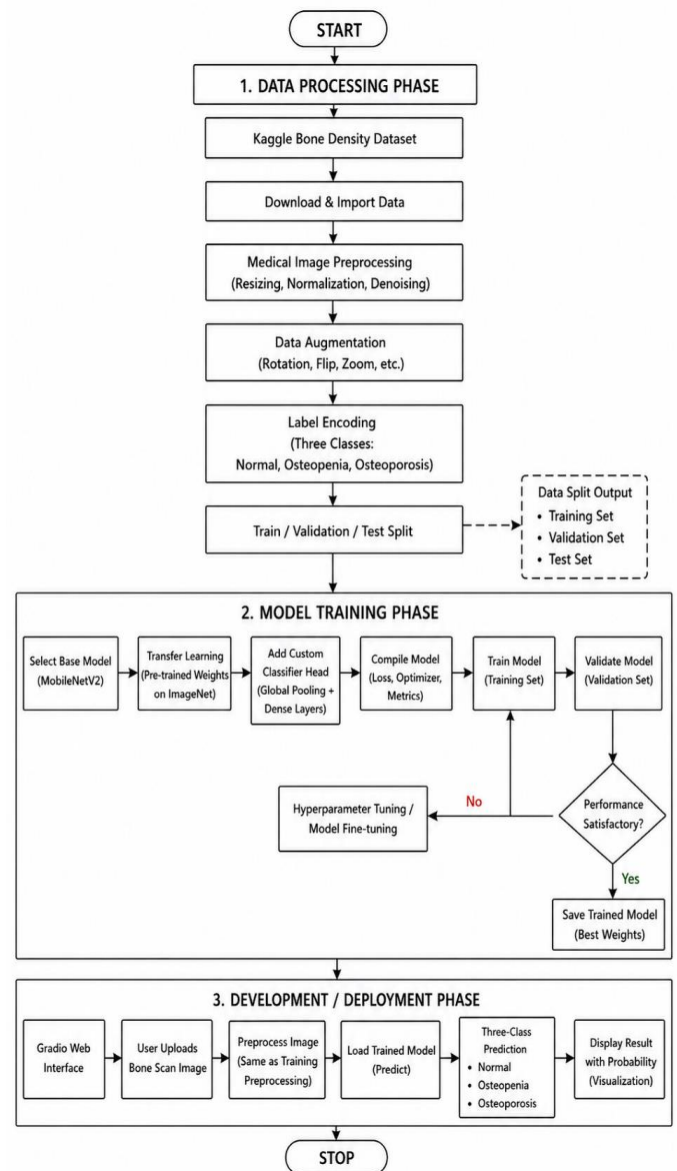 START
1. DATA PROCESSING PHASE
Kaggle Bone Density Dataset
Download & Import Data
Medical Image Preprocessing
(Resizing, Normalization, Denoising)
Data Augmentation
(Rotation, Flip, Zoom, etc.)
Label Encoding
(Three Classes:
Normal, Osteopenia, Osteoporosis)
Train / Validation / Test Split
Data Split Output
• Training Set
• Validation Set
• Test Set
2. MODEL TRAINING PHASE
Select Base Model
(MobileNetV2)
Transfer Learning
(Pre-trained Weights
on ImageNet)
Add Custom
Classifier Head
(Global Pooling +
Dense Layers)
Compile Model
(Loss, Optimizer,
Metrics)
Train Model
(Training Set)
Validate Model
(Validation Set)
Performance
Satisfactory?
No
Hyperparameter Tuning /
Model Fine-tuning
Yes
Save Trained Model
(Best Weights)
3. DEVELOPMENT / DEPLOYMENT PHASE
Gradio Web
Interface
User Uploads
Bone Scan Image
Preprocess Image
(Same as Training
Preprocessing)
Load Trained Model
(Predict)
Three-Class
Prediction
• Normal
• Osteopenia
• Osteoporosis
Display Result
with Probability
(Visualization)
STOP